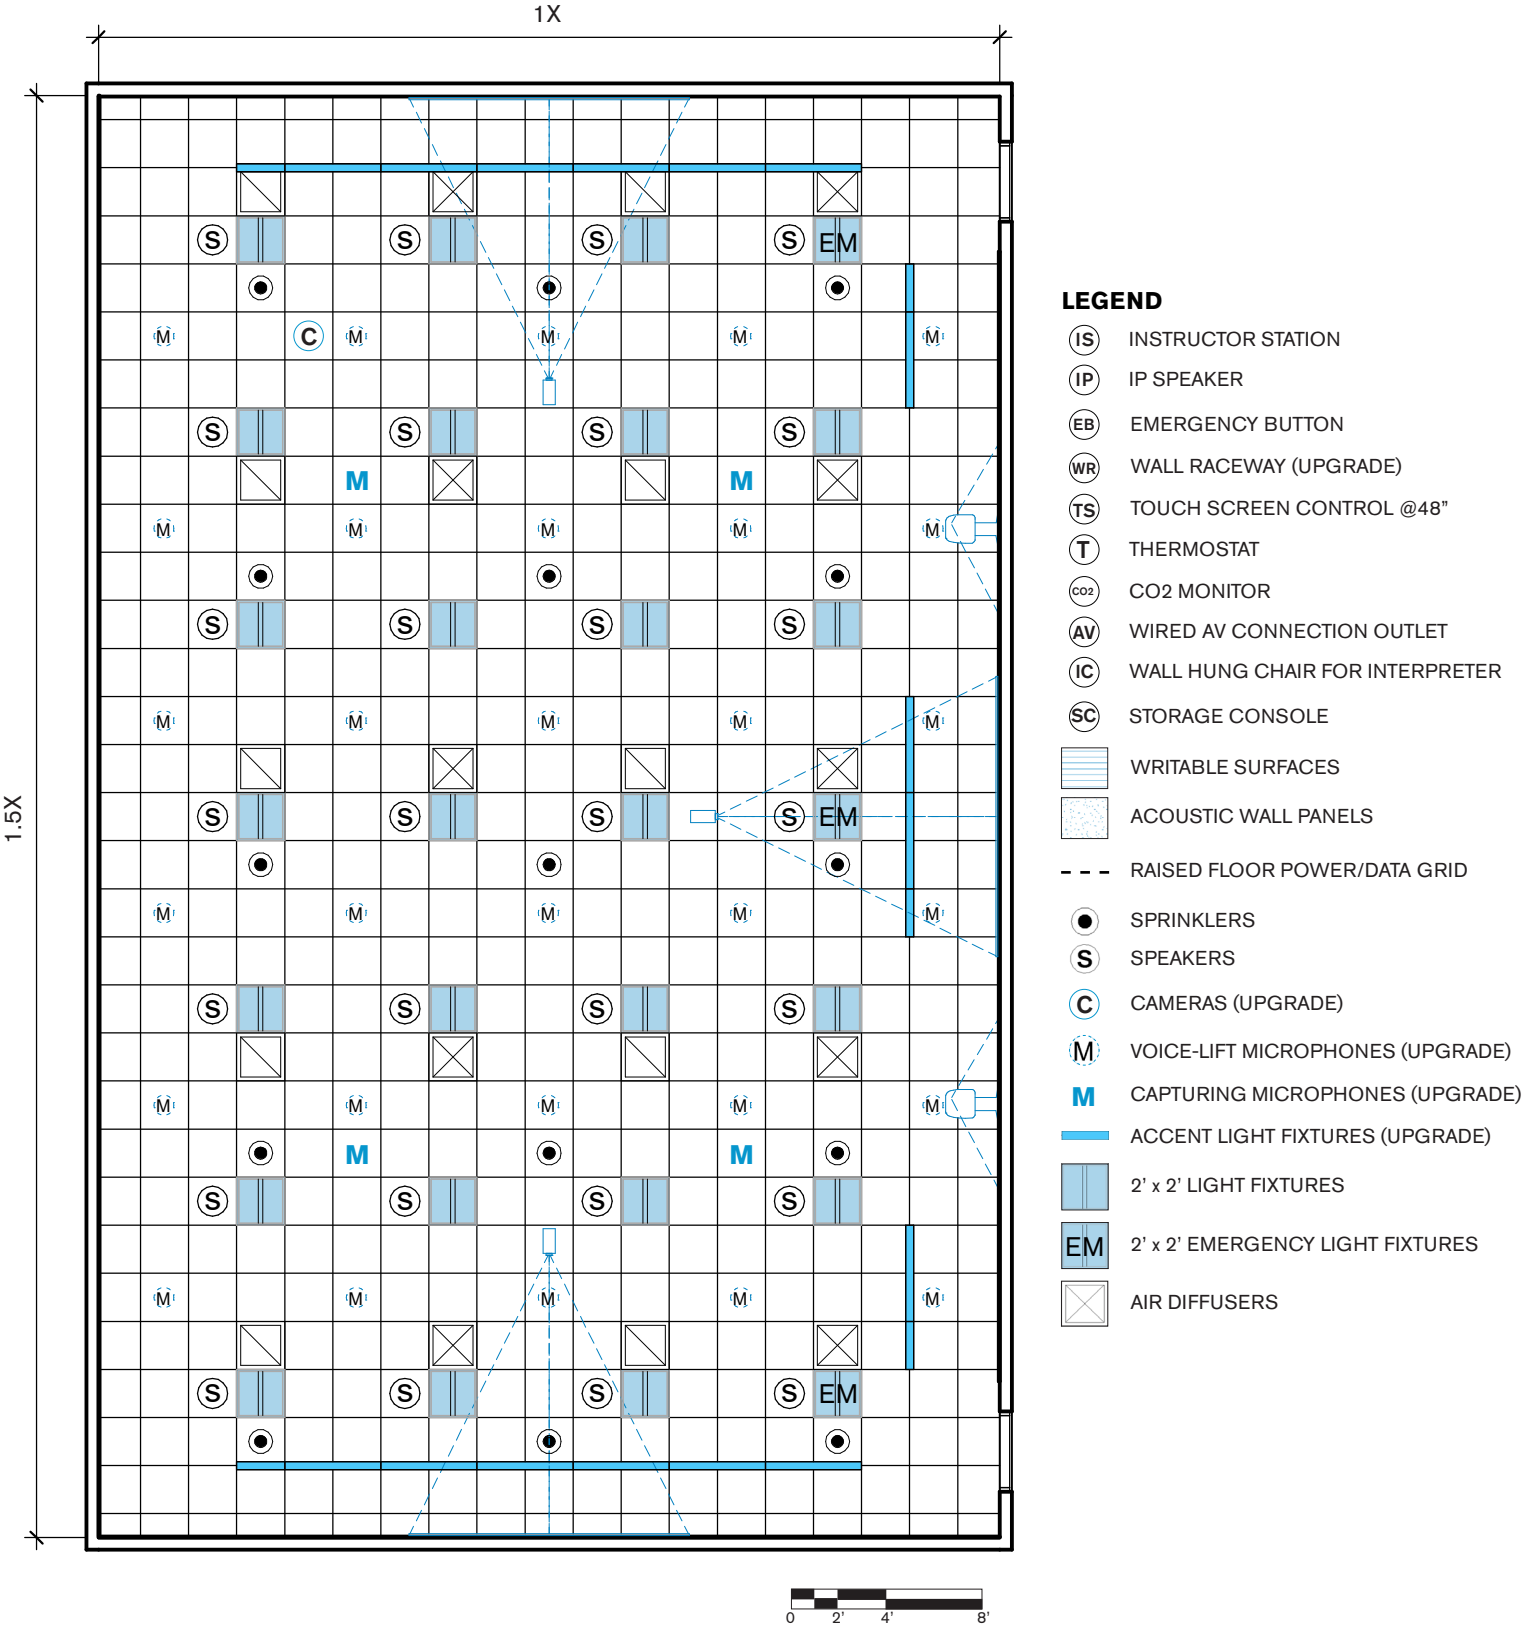 1X
S S S S EM
M C M M M M
S S S S
M M
M M M M M
S S S S
M M M M M
S S S S EM
M M M M M
S S S S
M M M M M
M M
S S S S
M M M M M
S S S S EM
1.5X
0 2' 4' 8'
LEGEND
IS INSTRUCTOR STATION
IP IP SPEAKER
EB EMERGENCY BUTTON
WR WALL RACEWAY (UPGRADE)
TS TOUCH SCREEN CONTROL @48”
T THERMOSTAT
CO2 CO2 MONITOR
AV WIRED AV CONNECTION OUTLET
IC WALL HUNG CHAIR FOR INTERPRETER
SC STORAGE CONSOLE
WRITABLE SURFACES
ACOUSTIC WALL PANELS
RAISED FLOOR POWER/DATA GRID
SPRINKLERS
S SPEAKERS
C CAMERAS (UPGRADE)
M VOICE-LIFT MICROPHONES (UPGRADE)
M CAPTURING MICROPHONES (UPGRADE)
ACCENT LIGHT FIXTURES (UPGRADE)
2’ x 2’ LIGHT FIXTURES
EM 2’ x 2’ EMERGENCY LIGHT FIXTURES
AIR DIFFUSERS